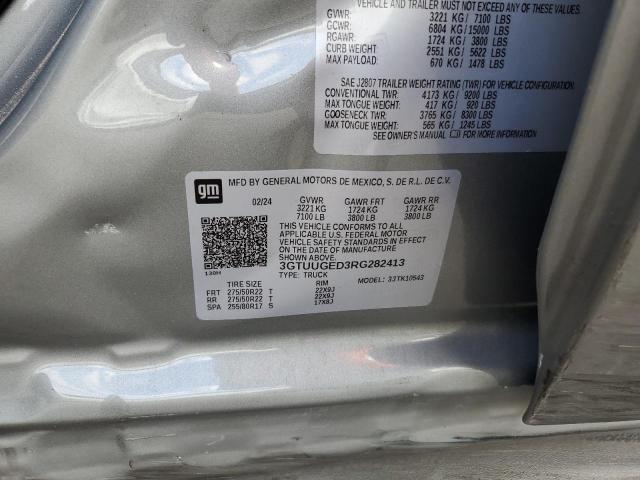 VEHICLE AND TRAILER MUST NOT EXCEED ANY OF THESE VALUES.
GVWR: 3221 KG / 7100 LBS
GCWR: 6804 KG / 15000 LBS
RGAWR: 1724 KG / 3800 LBS
CURB WEIGHT 2551 KG / 5622 LBS
MAX PAYLOAD: 670 KG / 1478 LBS
SAE J2807 TRAILER WEIGHT RATING (TWR) FOR VEHICLE CONFIGURATION.
CONVENTIONAL TWR: 4173 KG / 9200 LBS
MAX TONGUE WEIGHT: 417 KG / 920 LBS
GOOSENECK TWR: 3765 KG / 8300 LBS
MAX TONGUE WEIGHT: 565 KG / 1245 LBS
SEE OWNER'S MANUAL FOR MORE INFORMATION
gm MFD BY GENERAL MOTORS DE MEXICO, S. DE R.L. DE C.V.
02/24 GVWR GAWR FRT GAWR RR
3221 KG 1724 KG 1724 KG
7100 LB 3800 LB 3800 LB
THIS VEHICLE CONFORMS TO ALL
APPLICABLE U.S. FEDERAL MOTOR
VEHICLE SAFETY AND THEFT PREVENTION
STANDARDS IN EFFECT ON THE DATE OF
MANUFACTURE SHOWN ABOVE.
3GTUUGED3RG282413
TYPE: TRUCK MODEL: 33TK10543
TIRE SIZE RIM
FRT 275/50R22 T 22X9J
RR 275/50R22 T 22X9J
SPA 255/80R17 S 17X8J